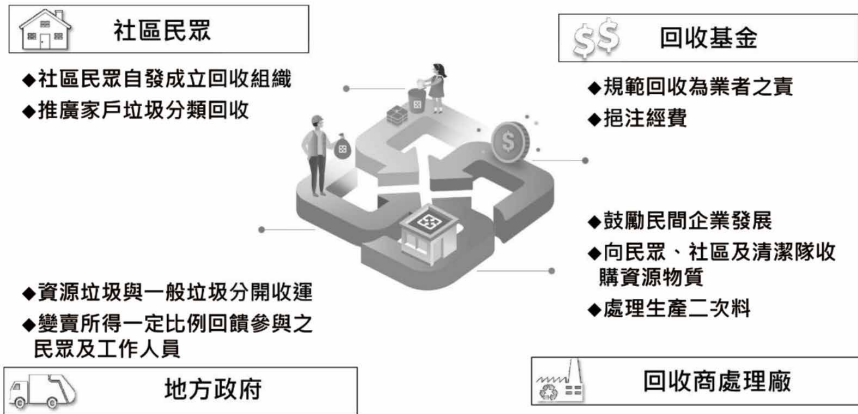 社區民眾
◆社區民眾自發成立回收組織
◆推廣家戶垃圾分類回收
回收基金
◆規範回收為業者之責
◆挹注經費
◆資源垃圾與一般垃圾分開收運
◆變賣所得一定比例回饋參與之
民眾及工作人員
地方政府
◆鼓勵民間企業發展
◆向民眾、社區及清潔隊收
購資源物質
◆處理生產二次料
回收商處理廠